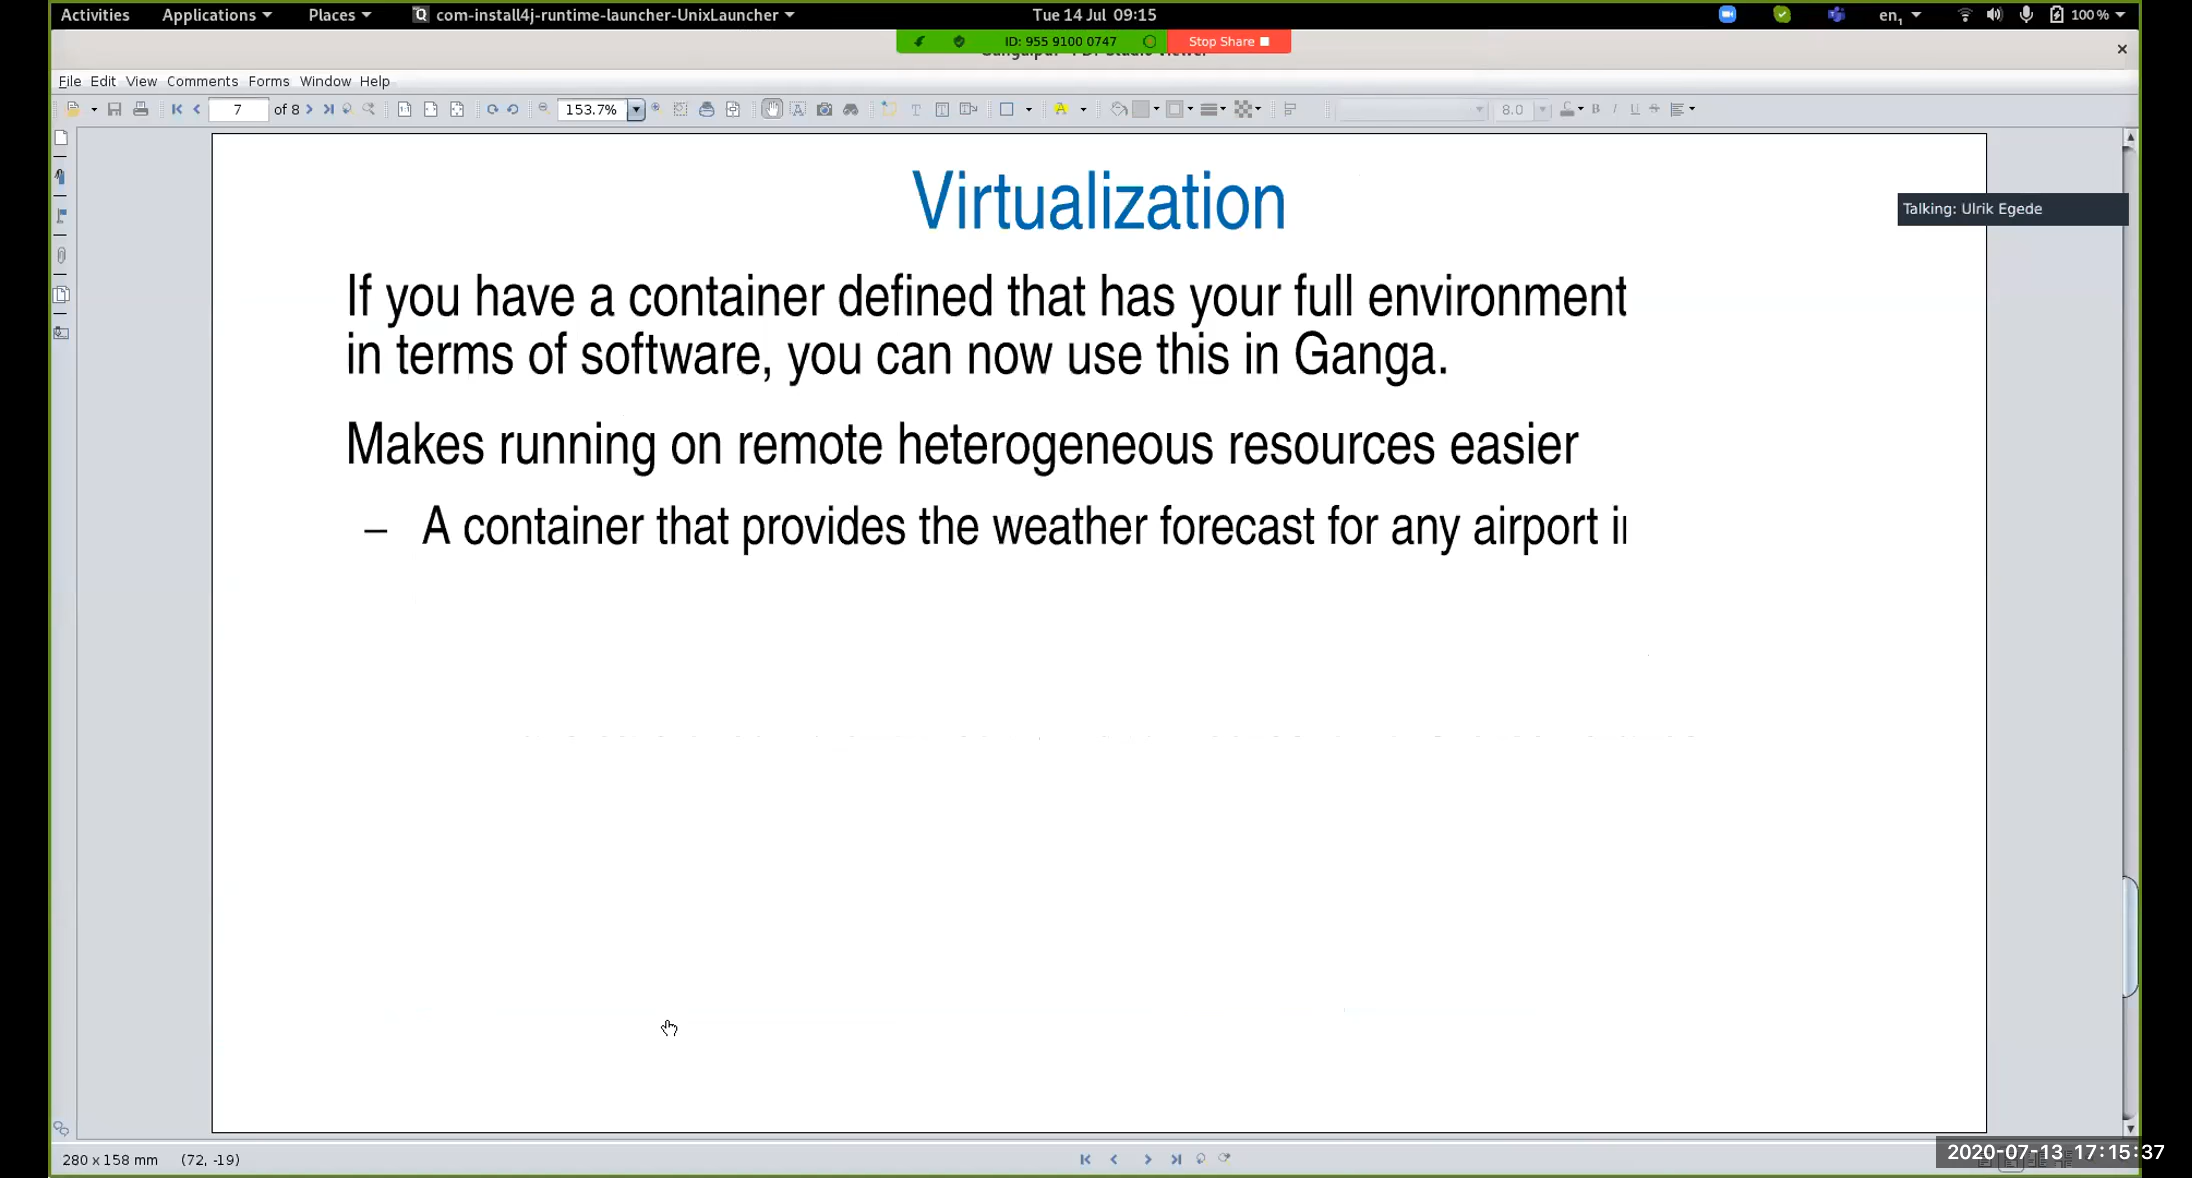 Activities Applications Places com-install4j-runtime-launcher-UnixLauncher Tue 14 Jul 09:15 en1 100 %
ID: 955 9100 0747 Stop Share
File Edit View Comments Forms Window Help
7 of 8 153.7% 8.0
Virtualization
Talking: Ulrik Egede
If you have a container defined that has your full environment
in terms of software, you can now use this in Ganga.
Makes running on remote heterogeneous resources easier
– A container that provides the weather forecast for any airport
280 x 158 mm (72, -19)
2020-07-13 17:15:37